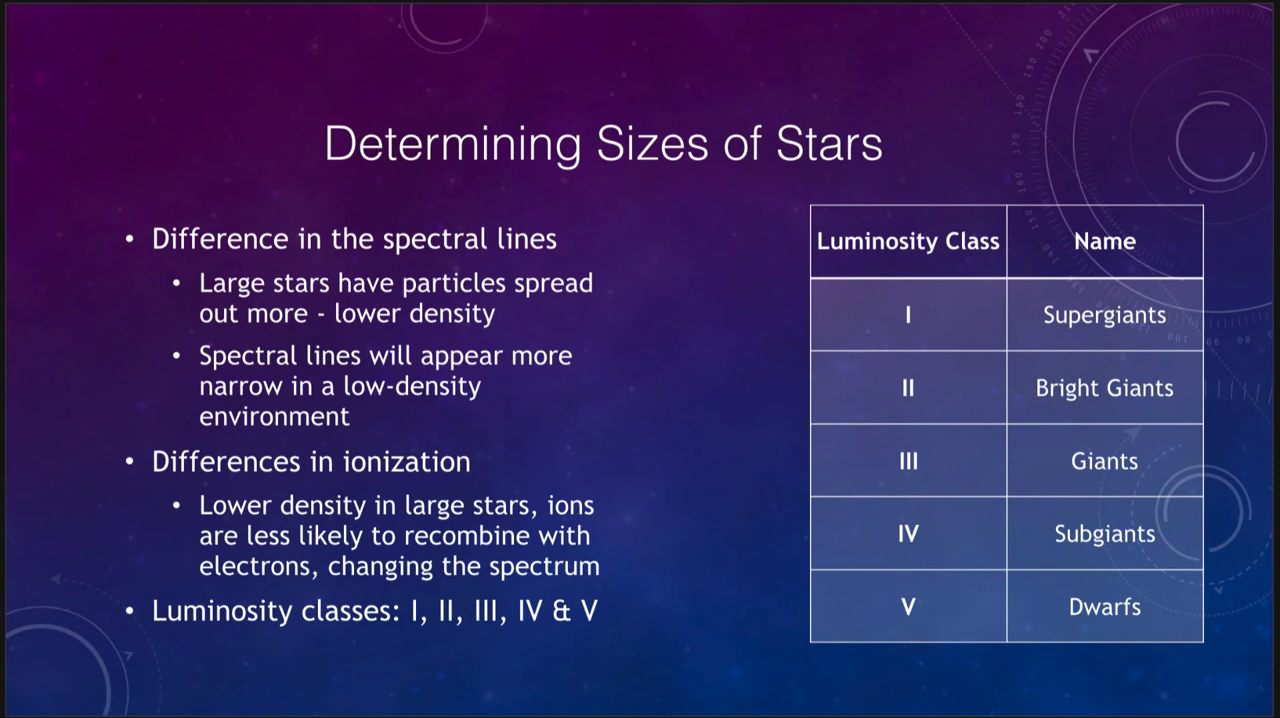 Determining Sizes of Stars
• Difference in the spectral lines
• Large stars have particles spread
out more - lower density
• Spectral lines will appear more
narrow in a low-density
environment
• Differences in ionization
• Lower density in large stars, ions
are less likely to recombine with
electrons, changing the spectrum
• Luminosity classes: I, II, III, IV & V
Luminosity Class Name
I Supergiants
II Bright Giants
III Giants
IV Subgiants
V Dwarfs